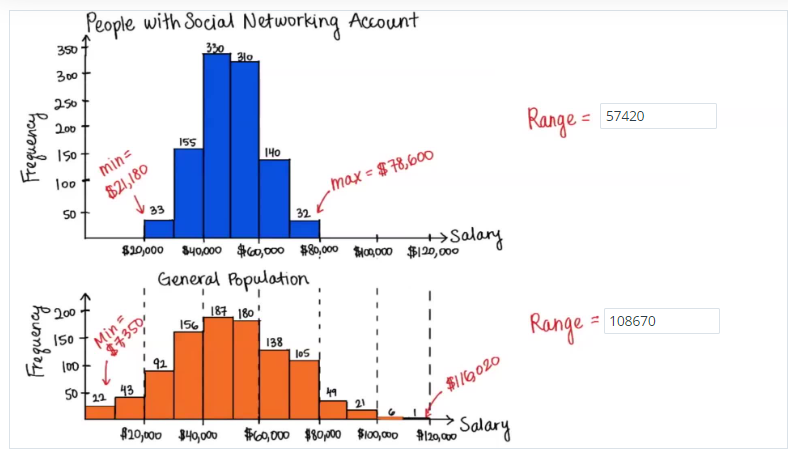 People with Social Networking Account
Frequency
350
300
250
200
150
100
50
min =
$21,180
33
155
330
310
140
32
max = $78,600
Salary
$20,000 $40,000 $60,000 $80,000 $100,000 $120,000
Range = 57420
General Population
Frequency
200
150
100
50
Min =
$7350
22
43
92
156
187
180
138
105
49
21
6
1
$116,020
Salary
$20,000 $40,000 $60,000 $80,000 $100,000 $120,000
Range = 108670